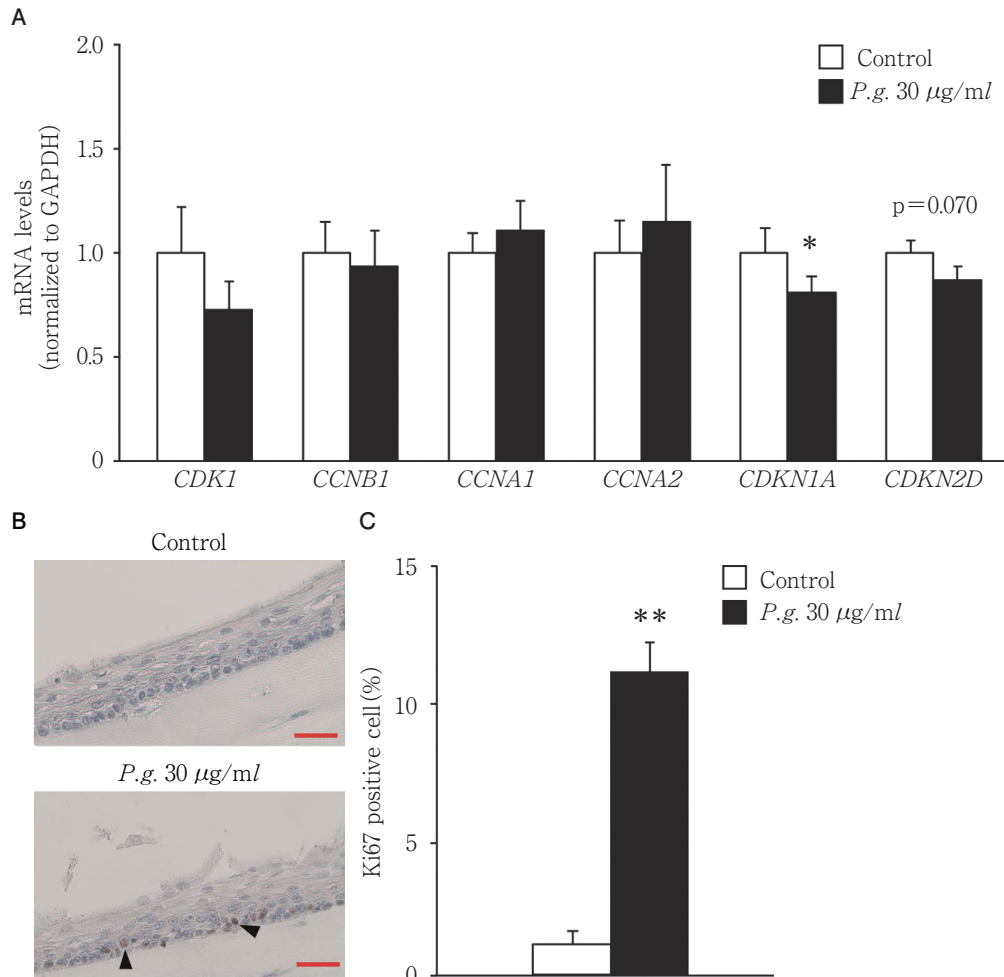 A
2.0
1.5
1.0
0.5
0
mRNA levels
(normalized to GAPDH)
Control
P.g. 30 μg/ml
*
p=0.070
CDK1 CCNB1 CCNA1 CCNA2 CDKN1A CDKN2D
B
Control
P.g. 30 μg/ml
C
15
10
5
0
Ki67 positive cell(%)
Control
P.g. 30 μg/ml
**